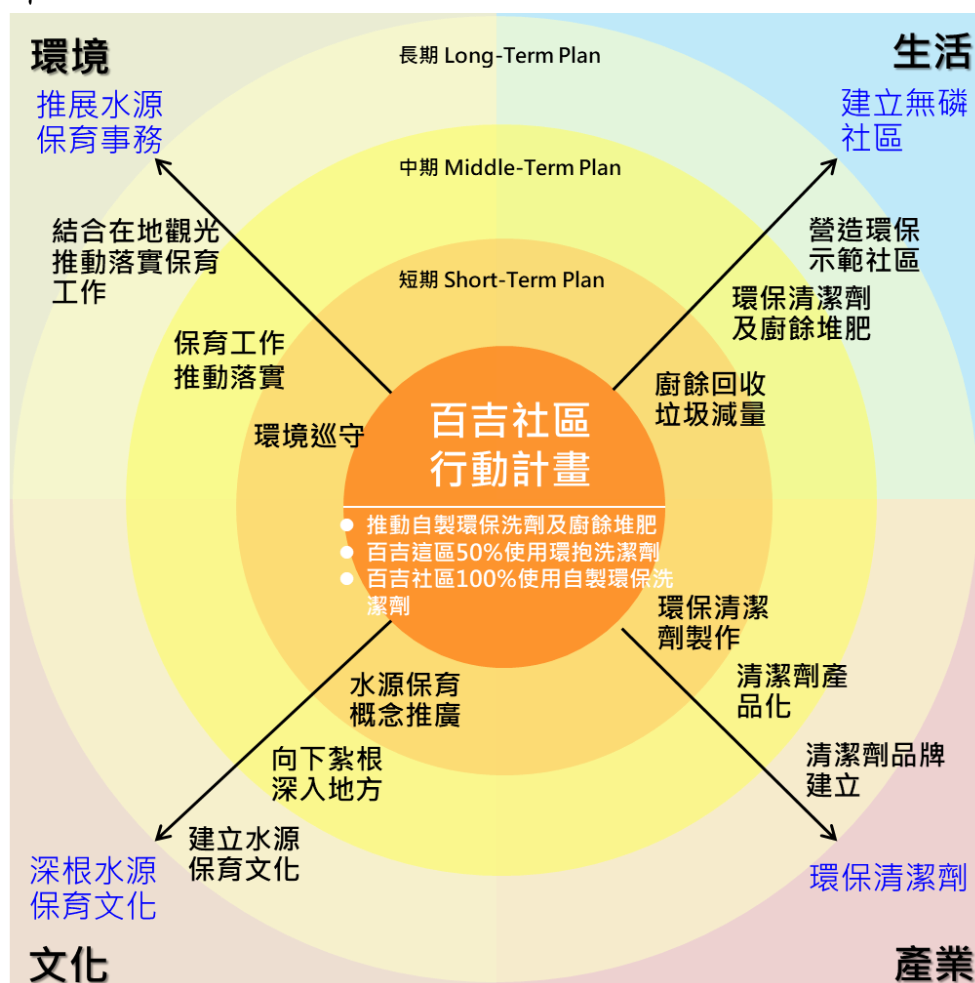 環境
推展水源
保育事務
生活
建立無磷
社區
長期 Long-Term Plan
中期 Middle-Term Plan
短期 Short-Term Plan
結合在地觀光
推動落實保育
工作
保育工作
推動落實
環境巡守
營造環保
示範社區
環保清潔劑
及廚餘堆肥
廚餘回收
垃圾減量
百吉社區
行動計畫
● 推動自製環保洗劑及廚餘堆肥
● 百吉這區50%使用環抱洗潔劑
● 百吉社區100%使用自製環保洗
潔劑
水源保育
概念推廣
向下紮根
深入地方
建立水源
保育文化
深根水源
保育文化
文化
環保清潔
劑製作
清潔劑產
品化
清潔劑品牌
建立
環保清潔劑
產業